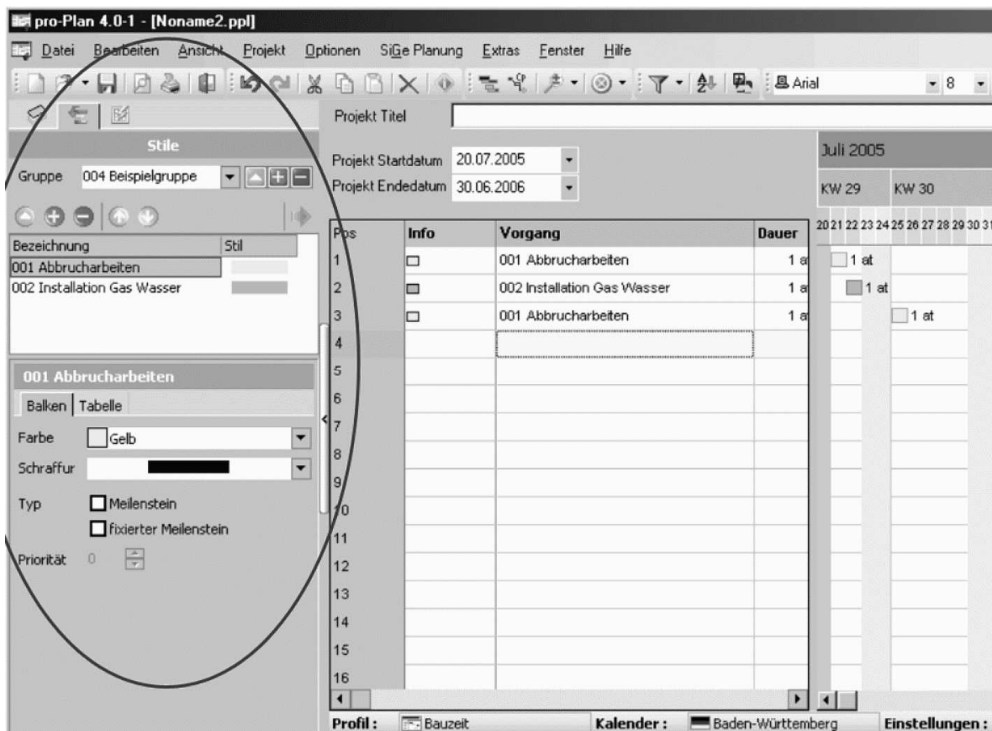 pro-Plan 4.0-1 - [Noname2.ppl]
Datei Bearbeiten Ansicht Projekt Optionen SiGe Planung Extras Fenster Hilfe
Arial 8
Projekt Titel
Stile
Gruppe 004 Beispielgruppe
Projekt Startdatum 20.07.2005
Projekt Endedatum 30.06.2006
Juli 2005
KW 29 KW 30
20 21 22 23 24 25 26 27 28 29 30 31
Bezeichnung Stil
001 Abbrucharbeiten
002 Installation Gas Wasser
Pos Info Vorgang Dauer
1 001 Abbrucharbeiten 1 at 1 at
2 002 Installation Gas Wasser 1 at 1 at
3 001 Abbrucharbeiten 1 at 1 at
4
5
6
7
8
9
10
11
12
13
14
15
16
001 Abbrucharbeiten
Balken Tabelle
Farbe Gelb
Schraffur
Typ Meilenstein
fixierter Meilenstein
Priorität 0
Profil : Bauzeit Kalender : Baden-Württemberg Einstellungen :